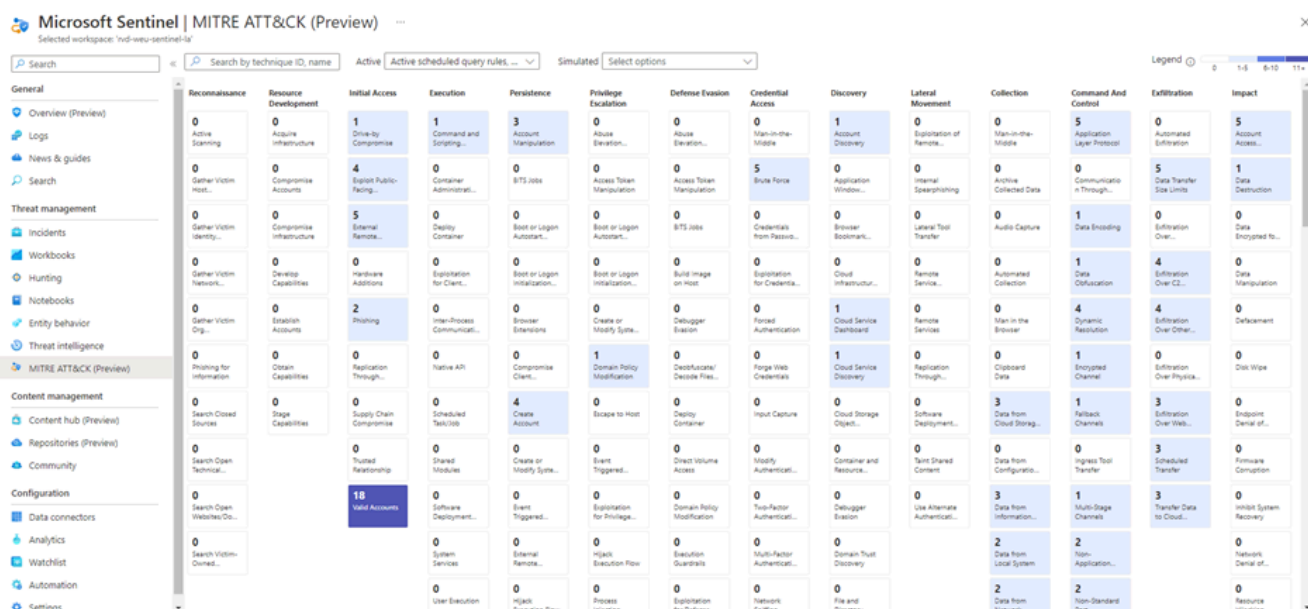 Microsoft Sentinel | MITRE ATT&CK (Preview) ...
Selected workspace: 'rvd-weu-sentinel-la'
Search
«
Search by technique ID, name
Active
Active scheduled query rules, ...
Simulated
Select options
Legend
0
1-5
6-10
11+
General
Overview (Preview)
Logs
News & guides
Search
Threat management
Incidents
Workbooks
Hunting
Notebooks
Entity behavior
Threat intelligence
MITRE ATT&CK (Preview)
Content management
Content hub (Preview)
Repositories (Preview)
Community
Configuration
Data connectors
Analytics
Watchlist
Automation
Settings
Reconnaissance
0
Active
Scanning
0
Gather Victim
Host...
0
Gather Victim
Identity...
0
Gather Victim
Network...
0
Gather Victim
Org...
0
Phishing for
Information
0
Search Closed
Sources
0
Search Open
Technical...
0
Search Open
Websites/Do...
0
Search Victim-
Owned...
Resource
Development
0
Acquire
Infrastructure
0
Compromise
Accounts
0
Compromise
Infrastructure
0
Develop
Capabilities
0
Establish
Accounts
0
Obtain
Capabilities
0
Stage
Capabilities
Initial Access
1
Drive-by
Compromise
4
Exploit Public-
Facing...
5
External
Remote...
0
Hardware
Additions
2
Phishing
0
Replication
Through...
0
Supply Chain
Compromise
0
Trusted
Relationship
18
Valid Accounts
Execution
1
Command and
Scripting...
0
Container
Administrati...
0
Deploy
Container
0
Exploitation
for Client...
0
Inter-Process
Communicati...
0
Native API
0
Scheduled
Task/Job
0
Shared
Modules
0
Software
Deployment...
0
System
Services
0
User Execution
Persistence
3
Account
Manipulation
0
BITS Jobs
0
Boot or Logon
Autostart...
0
Boot or Logon
Initialization...
0
Browser
Extensions
0
Compromise
Client...
4
Create
Account
0
Create or
Modify Syste...
0
Event
Triggered...
0
External
Remote...
0
Hijack
Execution Flow
Privilege
Escalation
0
Abuse
Elevation...
0
Access Token
Manipulation
0
Boot or Logon
Autostart...
0
Boot or Logon
Initialization...
0
Create or
Modify Syste...
1
Domain Policy
Modification
0
Escape to Host
0
Event
Triggered...
0
Exploitation
for Privilege...
0
Hijack
Execution Flow
0
Process
Defense Evasion
0
Abuse
Elevation...
0
Access Token
Manipulation
0
BITS Jobs
0
Build Image
on Host
0
Debugger
Evasion
0
Deobfuscate/
Decode Files...
0
Deploy
Container
0
Direct Volume
Access
0
Domain Policy
Modification
0
Execution
Guardrails
0
Exploitation
Credential
Access
0
Man-in-the-
Middle
5
Brute Force
0
Credentials
from Passwo...
0
Exploitation
for Credentia...
0
Forced
Authentication
0
Forge Web
Credentials
0
Input Capture
0
Modify
Authenticati...
0
Two-Factor
Authenticati...
0
Multi-Factor
Authenticati...
0
Network
Discovery
1
Account
Discovery
0
Application
Window...
0
Browser
Bookmark...
0
Cloud
Infrastructur...
1
Cloud Service
Dashboard
1
Cloud Service
Discovery
0
Cloud Storage
Object...
0
Container and
Resource...
0
Debugger
Evasion
0
Domain Trust
Discovery
0
File and
Lateral
Movement
0
Exploitation of
Remote...
0
Internal
Spearphishing
0
Lateral Tool
Transfer
0
Remote
Service...
0
Remote
Services
0
Replication
Through...
0
Software
Deployment...
0
Taint Shared
Content
0
Use Alternate
Authenticati...
Collection
0
Man-in-the-
Middle
0
Archive
Collected Data
0
Audio Capture
0
Automated
Collection
0
Man in the
Browser
0
Clipboard
Data
3
Data from
Cloud Storag...
0
Data from
Configuratio...
3
Data from
Information...
2
Data from
Local System
2
Data from
Command And
Control
5
Application
Layer Protocol
0
Communicatio
n Through...
1
Data Encoding
1
Data
Obfuscation
4
Dynamic
Resolution
1
Encrypted
Channel
1
Fallback
Channels
0
Ingress Tool
Transfer
1
Multi-Stage
Channels
2
Non-
Application...
2
Non-Standard
Exfiltration
0
Automated
Exfiltration
5
Data Transfer
Size Limits
0
Exfiltration
Over...
4
Exfiltration
Over C2...
4
Exfiltration
Over Other...
0
Exfiltration
Over Physica...
3
Exfiltration
Over Web...
3
Scheduled
Transfer
3
Transfer Data
to Cloud...
Impact
5
Account
Access...
1
Data
Destruction
0
Data
Encrypted fo...
0
Data
Manipulation
0
Defacement
0
Disk Wipe
0
Endpoint
Denial of...
0
Firmware
Corruption
0
Inhibit System
Recovery
0
Network
Denial of...
0
Resource